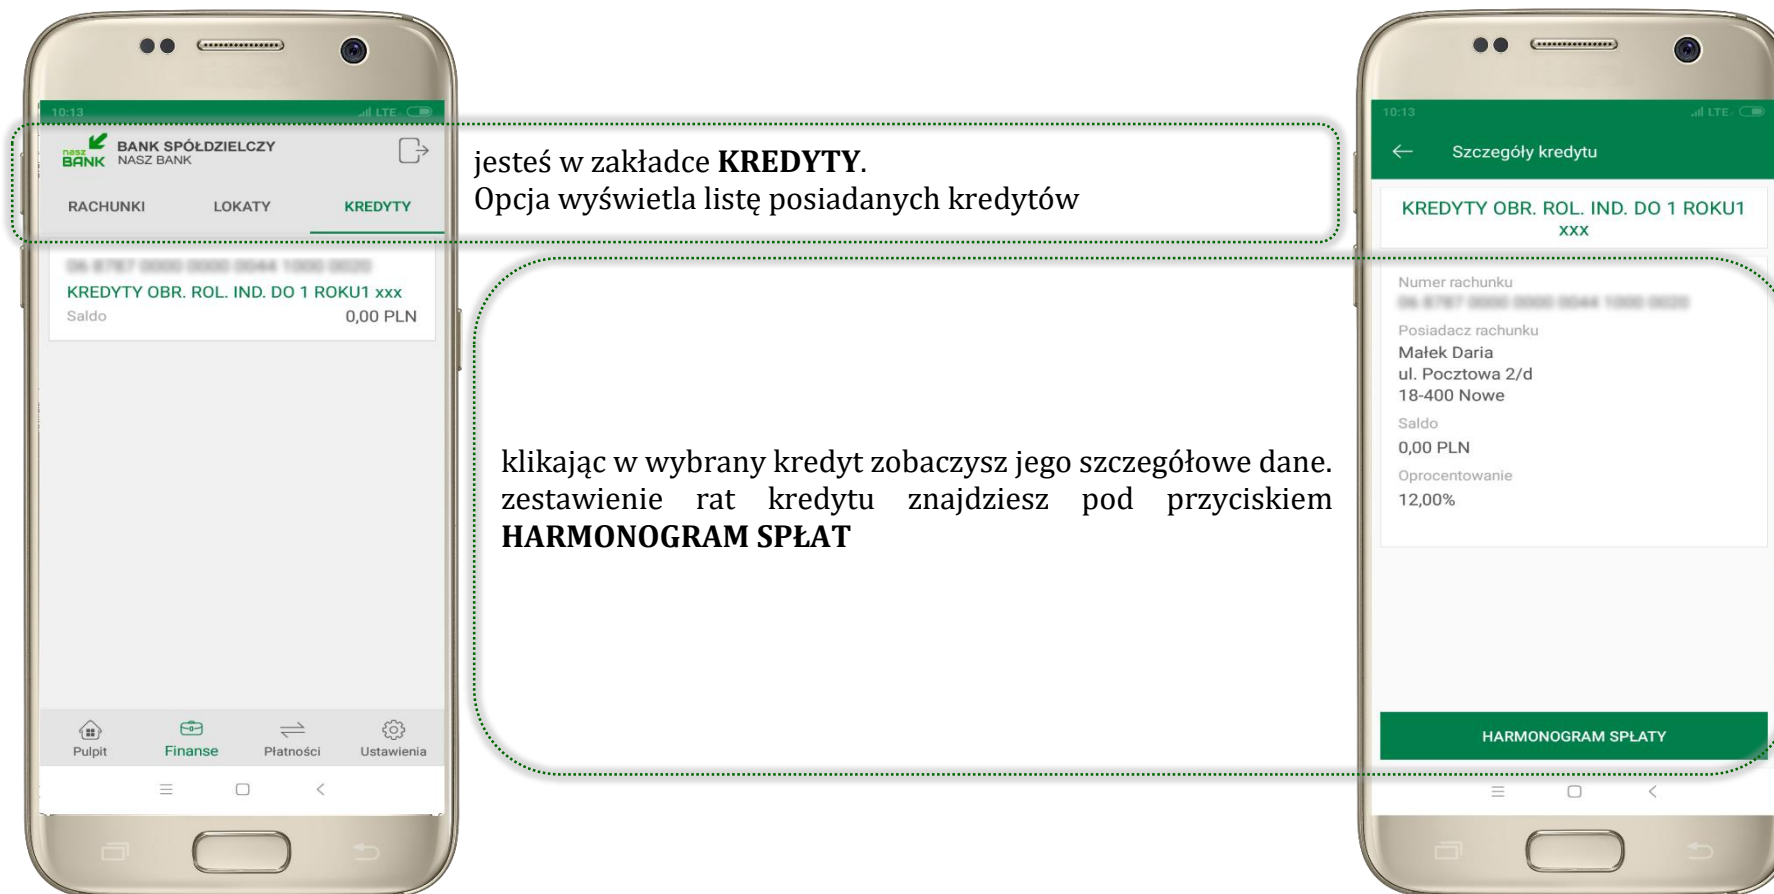 10:13
LTE
nasz
BANK
BANK SPÓŁDZIELCZY
NASZ BANK
RACHUNKI LOKATY KREDYTY
KREDYTY OBR. ROL. IND. DO 1 ROKU1 xxx
Saldo 0,00 PLN
Pulpit Finanse Płatności Ustawienia
jesteś w zakładce KREDYTY.
Opcja wyświetla listę posiadanych kredytów
klikając w wybrany kredyt zobaczysz jego szczegółowe dane.
zestawienie rat kredytu znajdziesz pod przyciskiem
HARMONOGRAM SPŁAT
10:13
LTE
Szczegóły kredytu
KREDYTY OBR. ROL. IND. DO 1 ROKU1
xxx
Numer rachunku
Posiadacz rachunku
Małek Daria
ul. Pocztowa 2/d
18-400 Nowe
Saldo
0,00 PLN
Oprocentowanie
12,00%
HARMONOGRAM SPŁATY